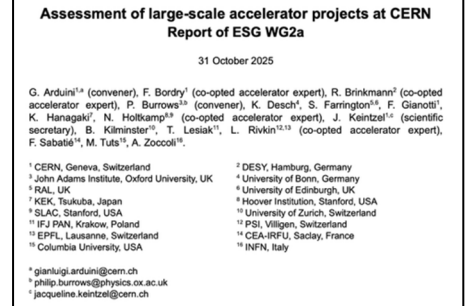 Assessment of large-scale accelerator projects at CERN
Report of ESG WG2a
31 October 2025
G. Arduini¹,ᵃ (convener), F. Bordry¹ (co-opted accelerator expert), R. Brinkmann² (co-opted
accelerator expert), P. Burrows³,ᵇ (convener), K. Desch⁴, S. Farrington⁵,⁶, F. Gianotti¹,
K. Hanagaki⁷, N. Holtkamp⁸,⁹ (co-opted accelerator expert), J. Keintzel¹,ᶜ (scientific
secretary), B. Kilminster¹⁰, T. Lesiak¹¹, L. Rivkin¹²,¹³ (co-opted accelerator expert),
F. Sabatié¹⁴, M. Tuts¹⁵, A. Zoccoli¹⁶.
¹ CERN, Geneva, Switzerland ² DESY, Hamburg, Germany
³ John Adams Institute, Oxford University, UK ⁴ University of Bonn, Germany
⁵ RAL, UK ⁶ University of Edinburgh, UK
⁷ KEK, Tsukuba, Japan ⁸ Hoover Institution, Stanford, USA
⁹ SLAC, Stanford, USA ¹⁰ University of Zurich, Switzerland
¹¹ IFJ PAN, Krakow, Poland ¹² PSI, Villigen, Switzerland
¹³ EPFL, Lausanne, Switzerland ¹⁴ CEA-IRFU, Saclay, France
¹⁵ Columbia University, USA ¹⁶ INFN, Italy
ᵃ gianluigi.arduini@cern.ch
ᵇ philip.burrows@physics.ox.ac.uk
ᶜ jacqueline.keintzel@cern.ch